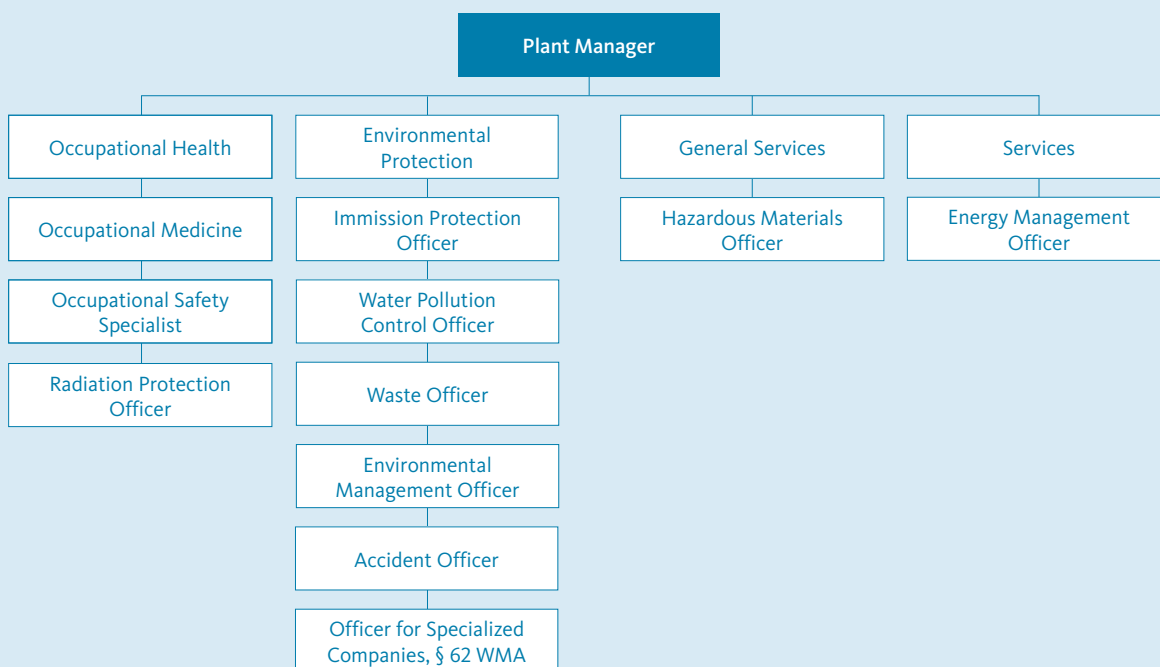 Plant Manager
Occupational Health
Environmental
Protection
General Services
Services
Occupational Medicine
Immission Protection
Officer
Hazardous Materials
Officer
Energy Management
Officer
Occupational Safety
Specialist
Water Pollution
Control Officer
Radiation Protection
Officer
Waste Officer
Environmental
Management Officer
Accident Officer
Officer for Specialized
Companies, § 62 WMA